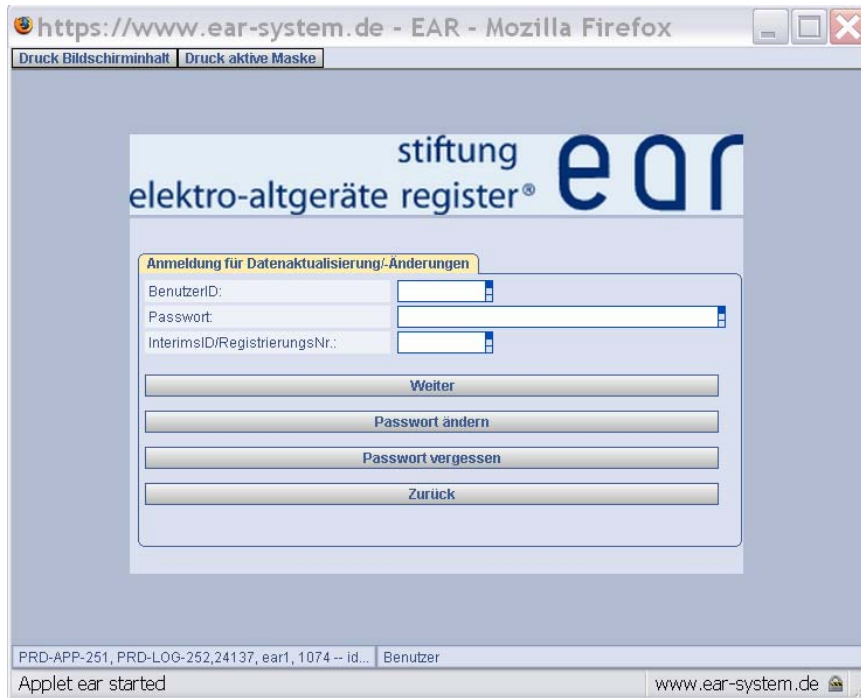 https://www.ear-system.de - EAR - Mozilla Firefox
Druck Bildschirminhalt Druck aktive Maske
stiftung
elektro-altgeräte register® ear
Anmeldung für Datenaktualisierung/-Änderungen
BenutzerID:
Passwort:
InterimsID/RegistrierungsNr.:
Weiter
Passwort ändern
Passwort vergessen
Zurück
PRD-APP-251, PRD-LOG-252,24137, ear1, 1074 -- id... Benutzer
Applet ear started www.ear-system.de